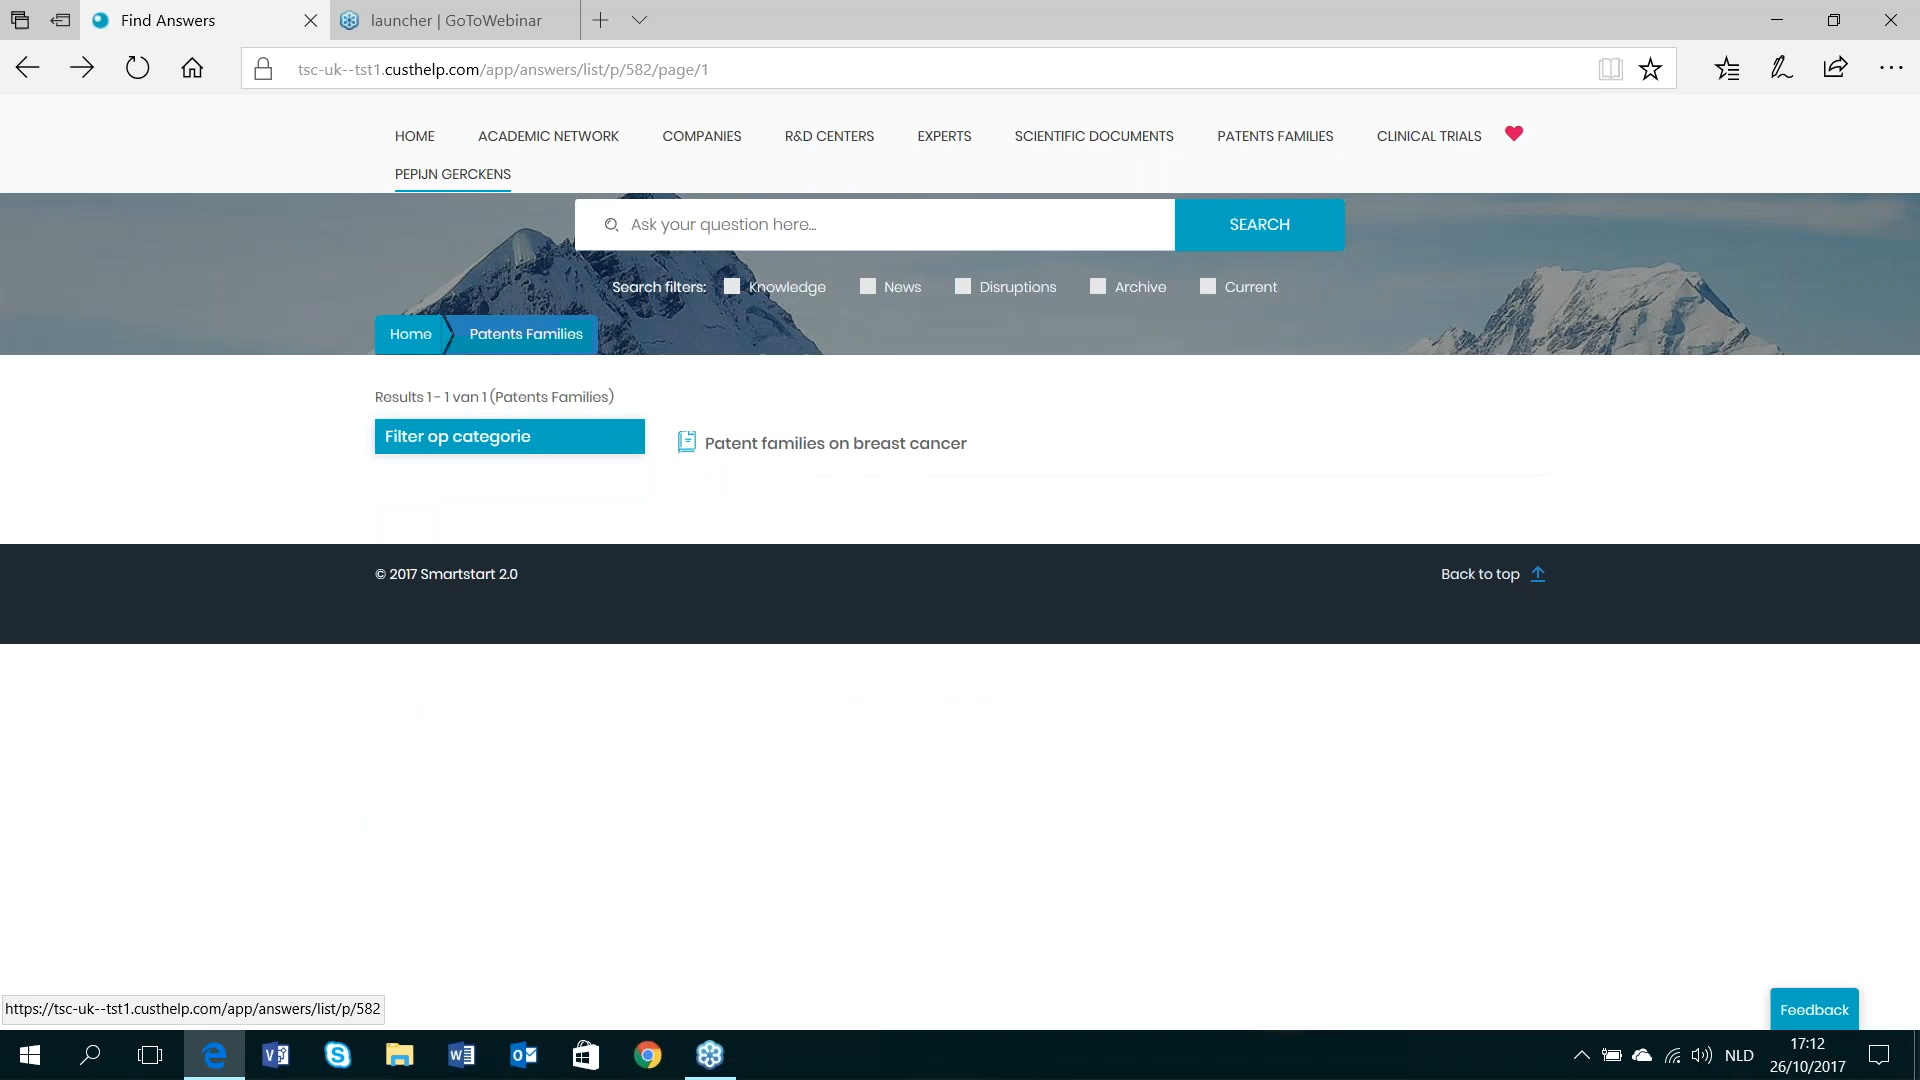 Find Answers
launcher | GoToWebinar
tsc-uk--tst1.custhelp.com/app/answers/list/p/582/page/1
HOME ACADEMIC NETWORK COMPANIES R&D CENTERS EXPERTS SCIENTIFIC DOCUMENTS PATENTS FAMILIES CLINICAL TRIALS
PEPIJN GERCKENS
Ask your question here... SEARCH
Search filters: Knowledge News Disruptions Archive Current
Home Patents Families
Results 1 - 1 van 1 (Patents Families)
Filter op categorie
Patent families on breast cancer
© 2017 Smartstart 2.0
Back to top
https://tsc-uk--tst1.custhelp.com/app/answers/list/p/582
Feedback
NLD
17:12
26/10/2017